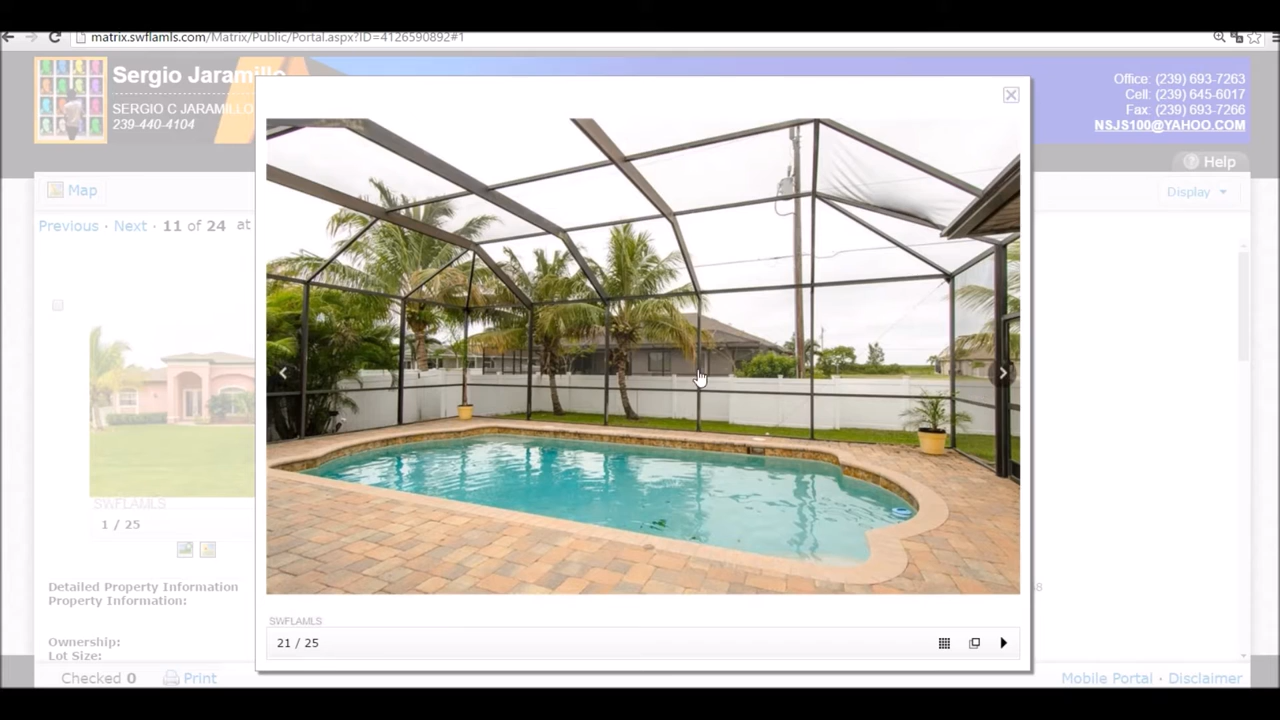 matrix.swflamls.com/Matrix/Public/Portal.aspx?ID=4126590892#1
Sergio Jaramillo
SERGIO C JARAMILLO
239-440-4104
Office: (239) 693-7263
Cell: (239) 645-6017
Fax: (239) 693-7266
NSJS100@YAHOO.COM
? Help
Map
Display
Previous · Next · 11 of 24 at
SWFLAMLS
1 / 25
Detailed Property Information
Property Information:
Ownership:
Lot Size:
SWFLAMLS
21 / 25
Checked 0
Print
Mobile Portal · Disclaimer